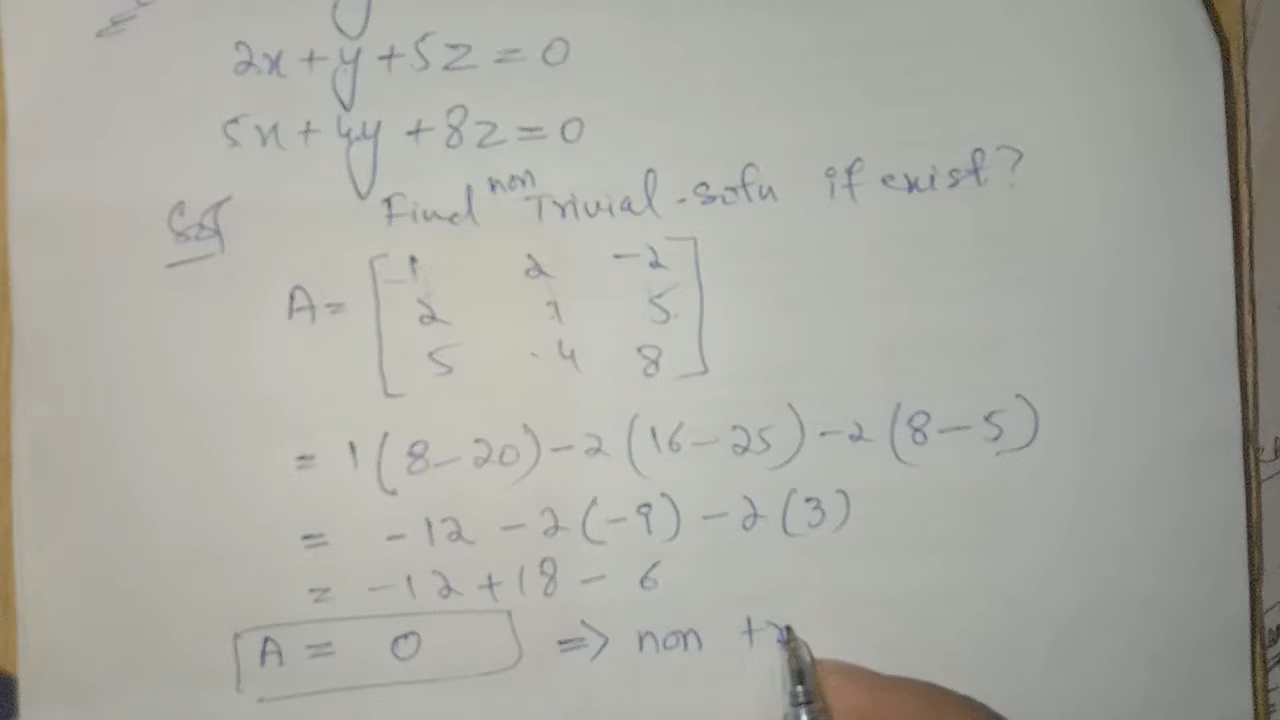 2x+y+5z=0
5x+4y+8z=0
Sol
Find non Trivial soln if exist?
A= [ 1 2 -2
2 1 5
5 4 8 ]
= 1(8-20)-2(16-25)-2(8-5)
= -12 -2(-9) -2(3)
= -12+18-6
A = 0 => non tr